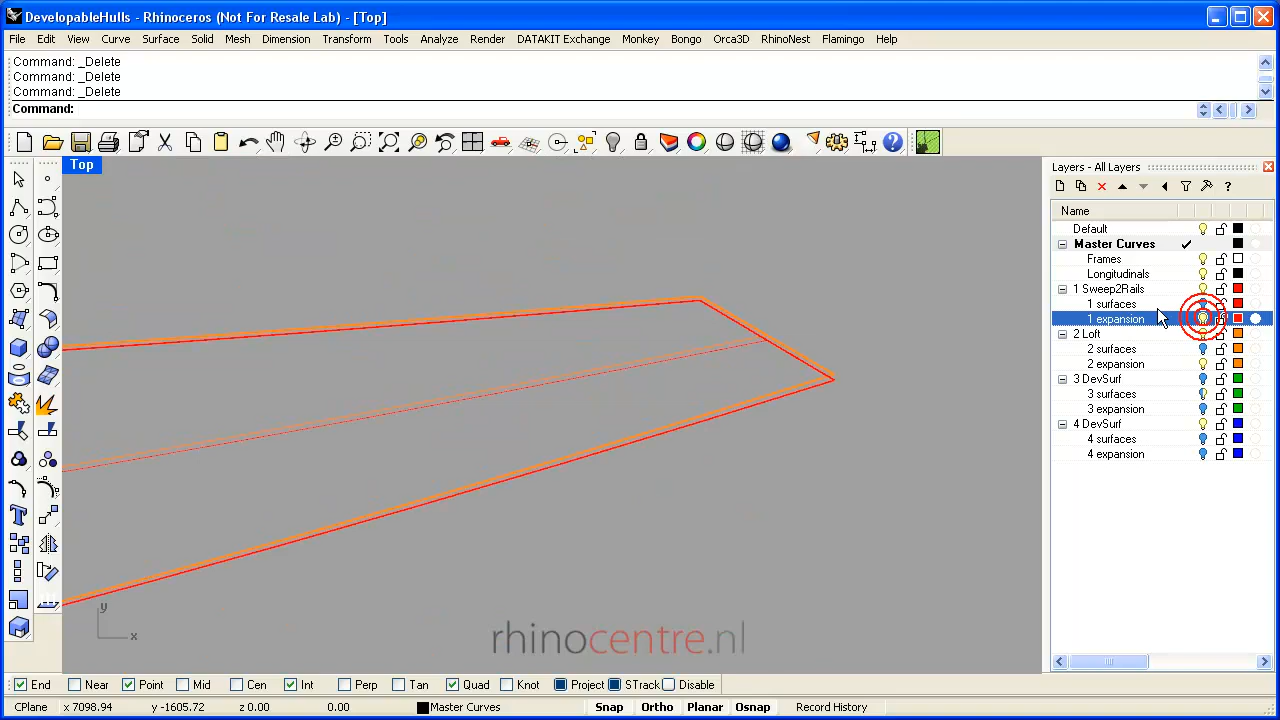 DevelopableHulls - Rhinoceros (Not For Resale Lab) - [Top]
File Edit View Curve Surface Solid Mesh Dimension Transform Tools Analyze Render DATAKIT Exchange Monkey Bongo Orca3D RhinoNest Flamingo Help
Command: _Delete
Command: _Delete
Command: _Delete
Command:
Top
Layers - All Layers
Name
Default
Master Curves
Frames
Longitudinals
1 Sweep2Rails
1 surfaces
1 expansion
2 Loft
2 surfaces
2 expansion
3 DevSurf
3 surfaces
3 expansion
4 DevSurf
4 surfaces
4 expansion
y
x
rhinocentre.nl
End Near Point Mid Cen Int Perp Tan Quad Knot Project STrack Disable
CPlane x 7098.94 y -1605.72 z 0.00 0.00 Master Curves Snap Ortho Planar Osnap Record History